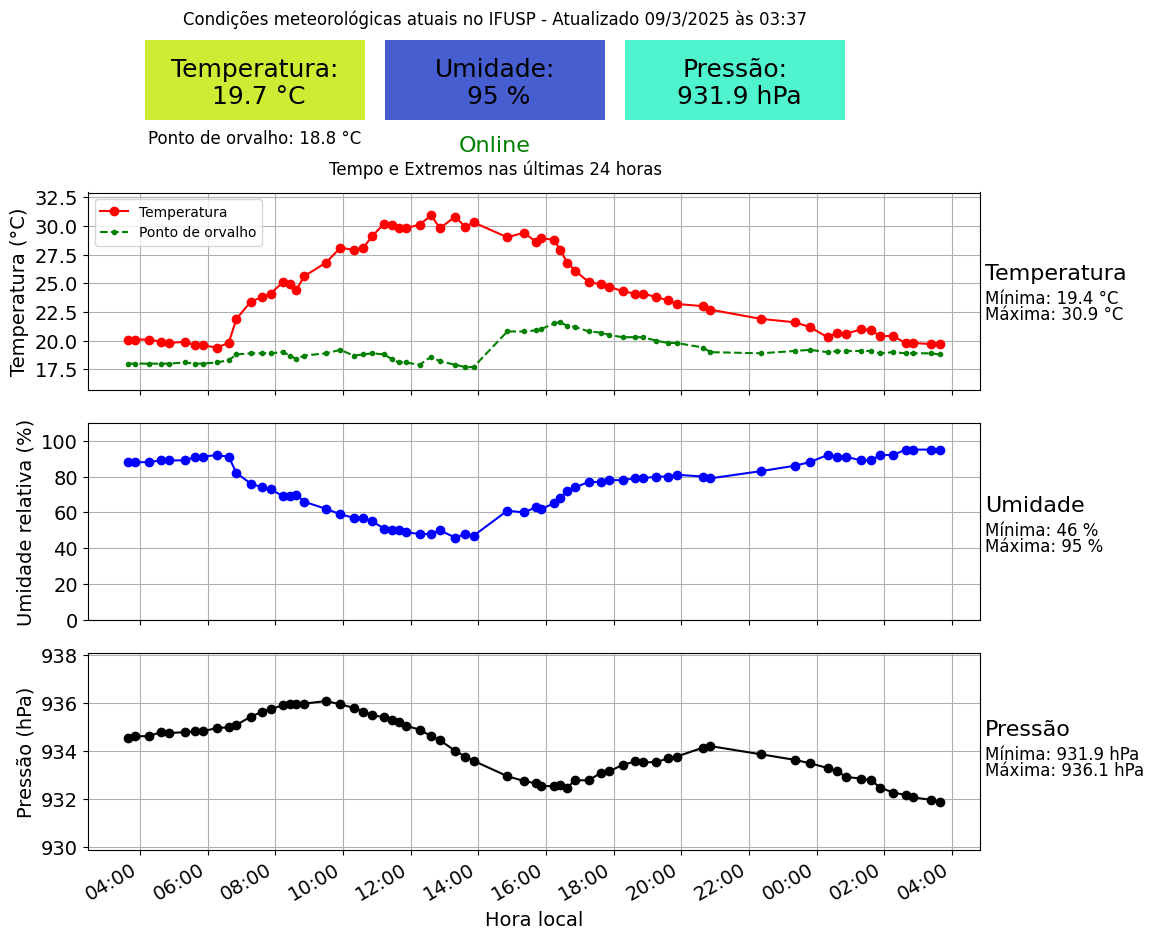 Condições meteorológicas atuais no IFUSP - Atualizado 09/3/2025 às 03:37
Temperatura:
19.7 °C
Umidade:
95 %
Pressão:
931.9 hPa
Ponto de orvalho: 18.8 °C
Online
Tempo e Extremos nas últimas 24 horas
Temperatura (°C)
32.5
30.0
27.5
25.0
22.5
20.0
17.5
Temperatura
Ponto de orvalho
Temperatura
Mínima: 19.4 °C
Máxima: 30.9 °C
Umidade relativa (%)
100
80
60
40
20
0
Umidade
Mínima: 46 %
Máxima: 95 %
Pressão (hPa)
938
936
934
932
930
Pressão
Mínima: 931.9 hPa
Máxima: 936.1 hPa
04:00
06:00
08:00
10:00
12:00
14:00
16:00
18:00
20:00
22:00
00:00
02:00
04:00
Hora local